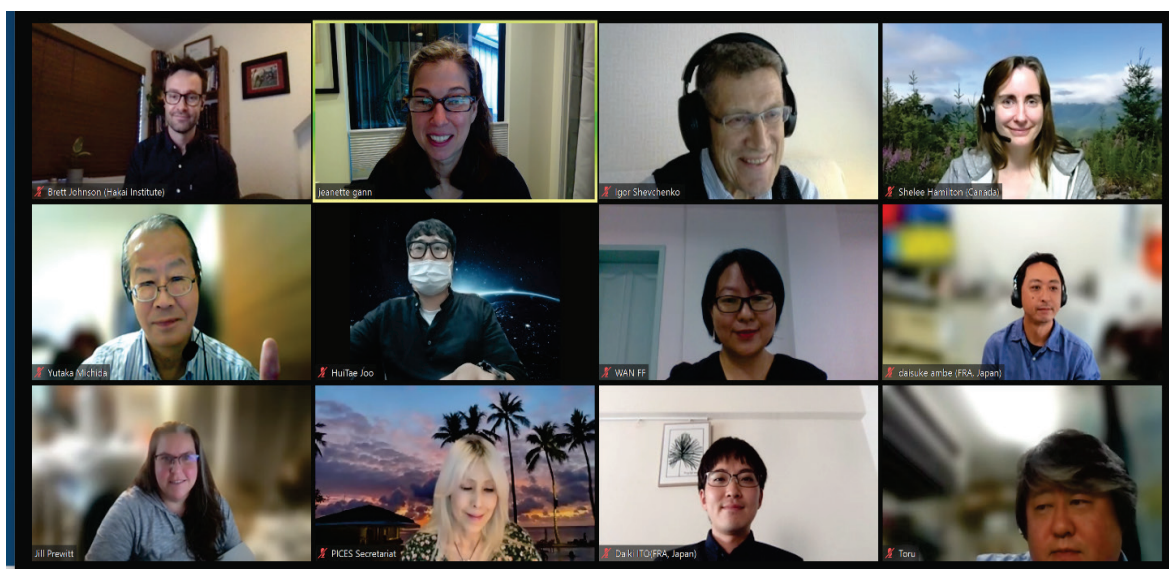 Brett Johnson (Hakai Institute)
jeanette gann
Igor Shevchenko
Shelee Hamilton (Canada)
Yutaka Michida
HuiTae Joo
WAN FF
daisuke ambe (FRA, Japan)
Jill Prewitt
PICES Secretariat
Daiki ITO(FRA, Japan)
Toru